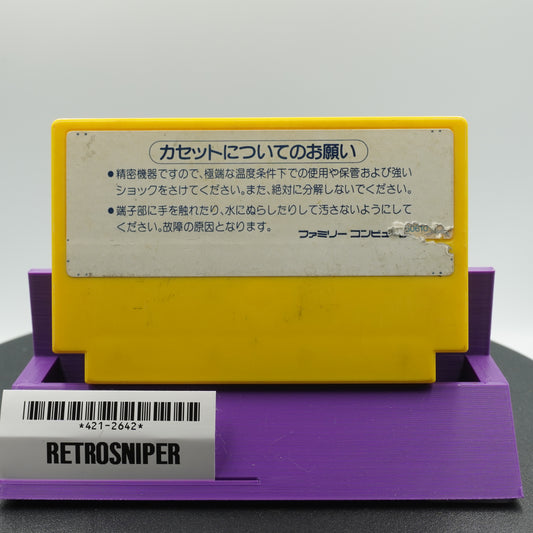 カセットについてのお願い
●精密機器ですので、極端な温度条件下での使用や保管および強い
ショックをさけてください。また、絶対に分解しないでください。
●端子部に手を触れたり、水にぬらしたりして汚さないようにして
ください。故障の原因となります。
ファミリー コンピュ
*421-2642*
RETROSNIPER